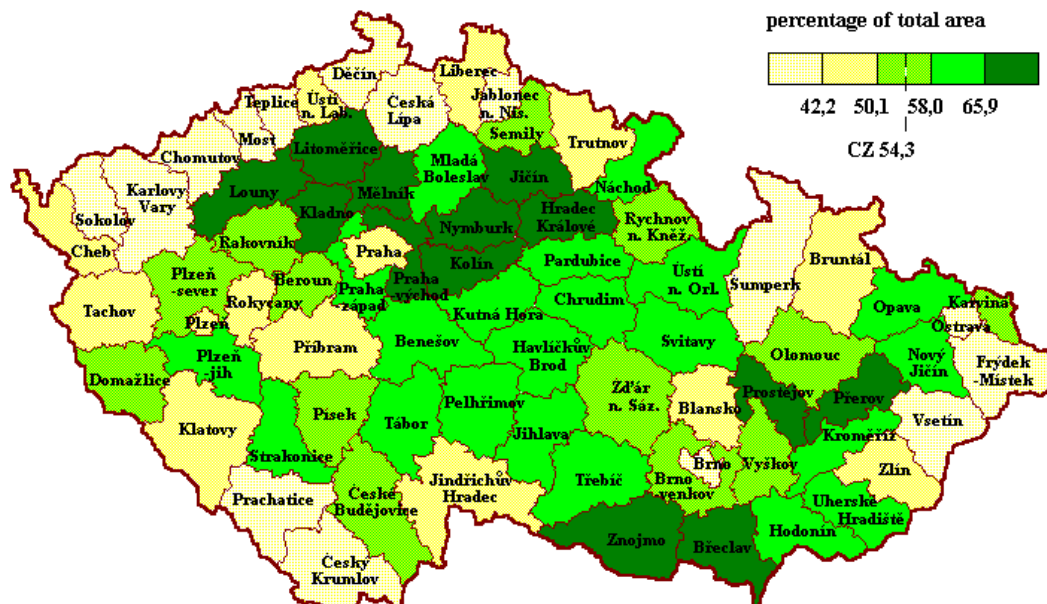 percentage of total area
42,2 50,1 58,0 65,9
CZ 54,3
Děčín
Liberec
Teplice
Ústí
n. Lab.
Česká
Lípa
Jablonec
n. Nis.
Most
Semily
Trutnov
Chomutov
Litoměřice
Mladá
Boleslav
Jičín
Náchod
Karlovy
Vary
Louny
Mělník
Sokolov
Kladno
Nymburk
Hradec
Králové
Rychnov
n. Kněž.
Cheb
Rakovník
Praha
Kolín
Pardubice
Bruntál
Plzeň
-sever
Beroun
Praha
-západ
Praha
-východ
Ústí
n. Orl.
Šumperk
Tachov
Rokycany
Kutná Hora
Chrudim
Opava
Karvina
Ostrava
Plzeň
Příbram
Benešov
Havlíčkův
Brod
Svitavy
Olomouc
Nový
Jičín
Frýdek
-Místek
Plzeň
-jih
Domažlice
Žďár
n. Sáz.
Prostějov
Přerov
Pelhřimov
Blansko
Písek
Tábor
Vsetín
Klatovy
Jihlava
Kroměříž
Strakonice
Brno
Vyškov
Zlín
Jindřichův
Hradec
Třebíč
Brno
-venkov
Prachatice
České
Budějovice
Uherské
Hradiště
Hodonín
Znojmo
Břeclav
Český
Krumlov